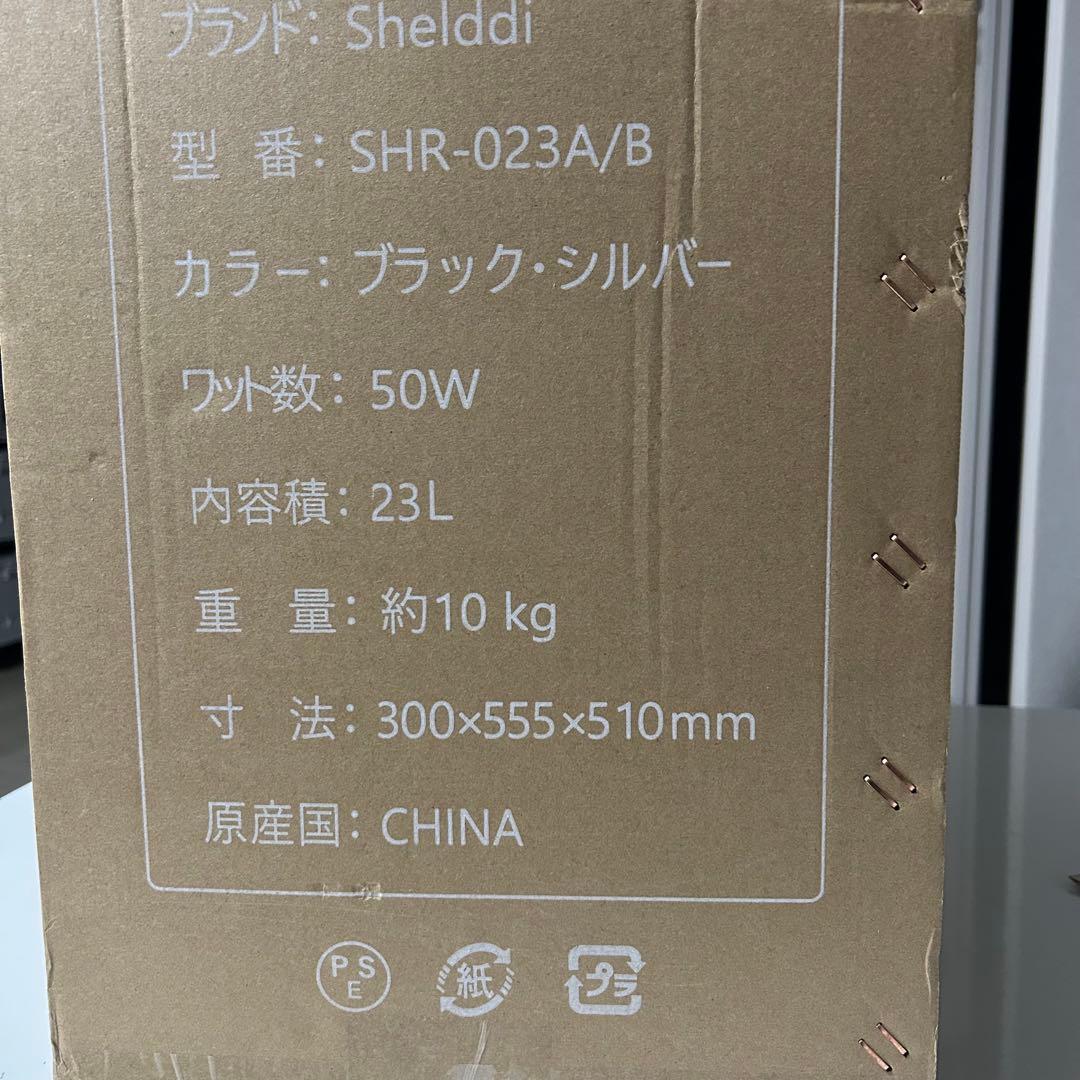 ブランド: Shelddi
型 番: SHR-023A/B
カラー: ブラック・シルバー
ワット数: 50W
内容積: 23L
重 量: 約10 kg
寸 法: 300×555×510mm
原産国: CHINA
PSE 紙 プラ